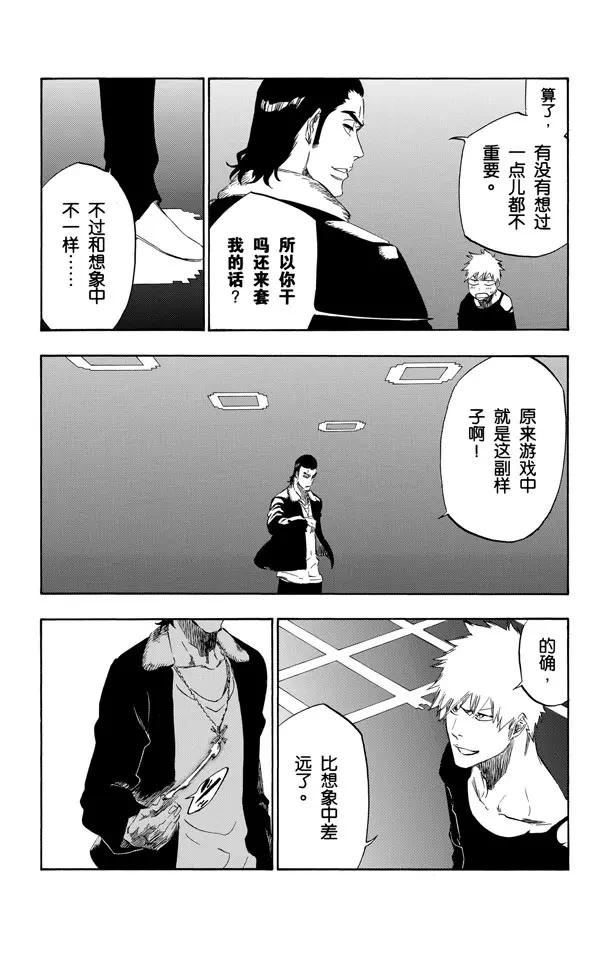 算了，
有没有想过
一点儿都不
重要。
所以你干
吗还来套
我的话？
不过和想象中
不一样……
原来游戏中
就是这副样
子啊！
的确，
比想象中差
远了。